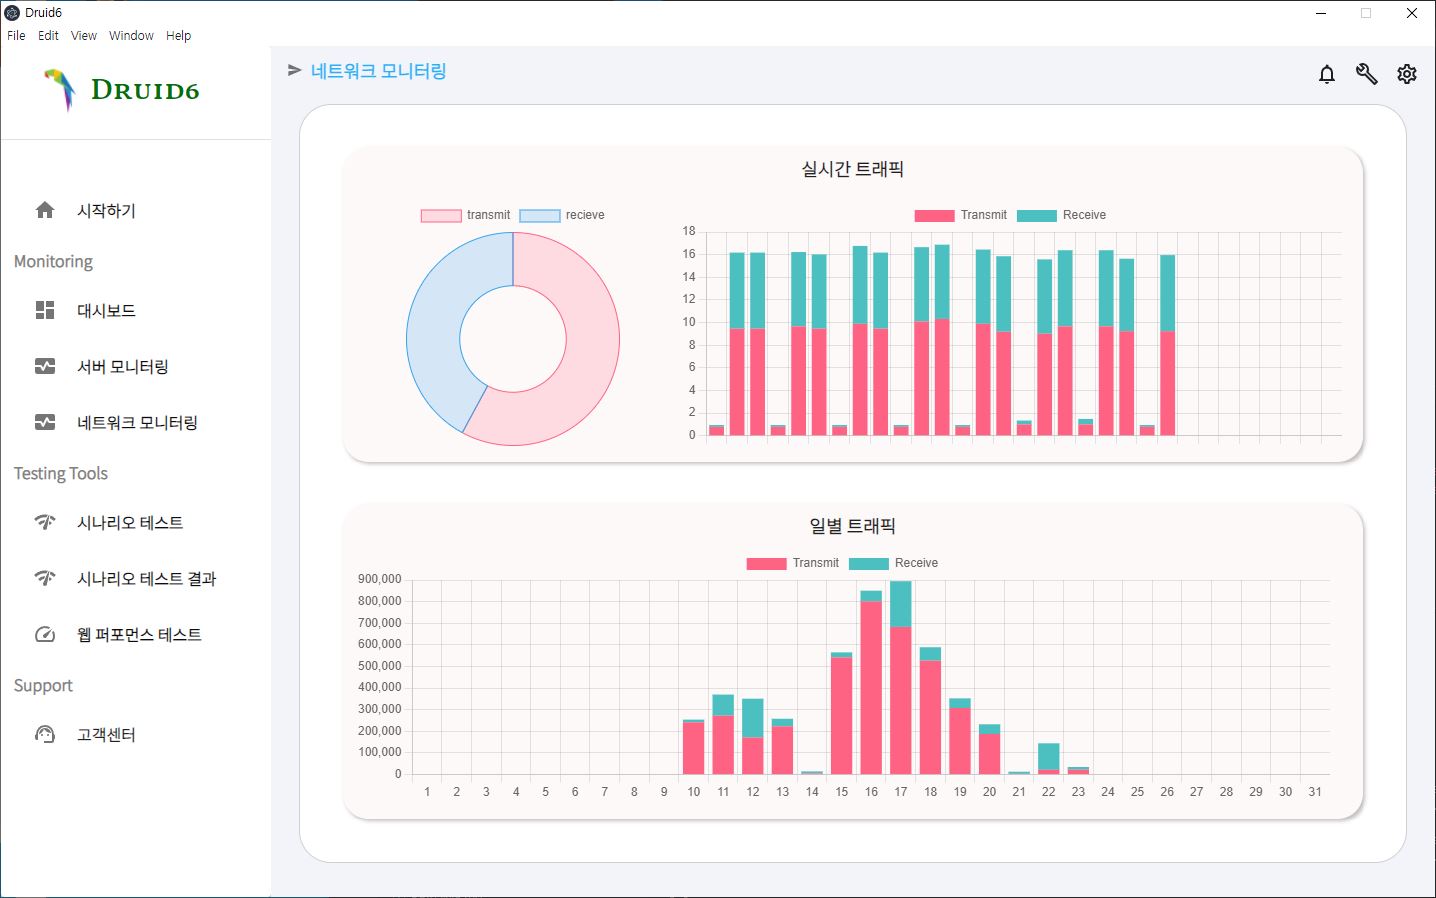 Druid6
File Edit View Window Help
DRUID6
네트워크 모니터링
시작하기
Monitoring
대시보드
서버 모니터링
네트워크 모니터링
Testing Tools
시나리오 테스트
시나리오 테스트 결과
웹 퍼포먼스 테스트
Support
고객센터
실시간 트래픽
transmit recieve
Transmit Receive
18
16
14
12
10
8
6
4
2
0
일별 트래픽
Transmit Receive
900,000
800,000
700,000
600,000
500,000
400,000
300,000
200,000
100,000
0
1 2 3 4 5 6 7 8 9 10 11 12 13 14 15 16 17 18 19 20 21 22 23 24 25 26 27 28 29 30 31